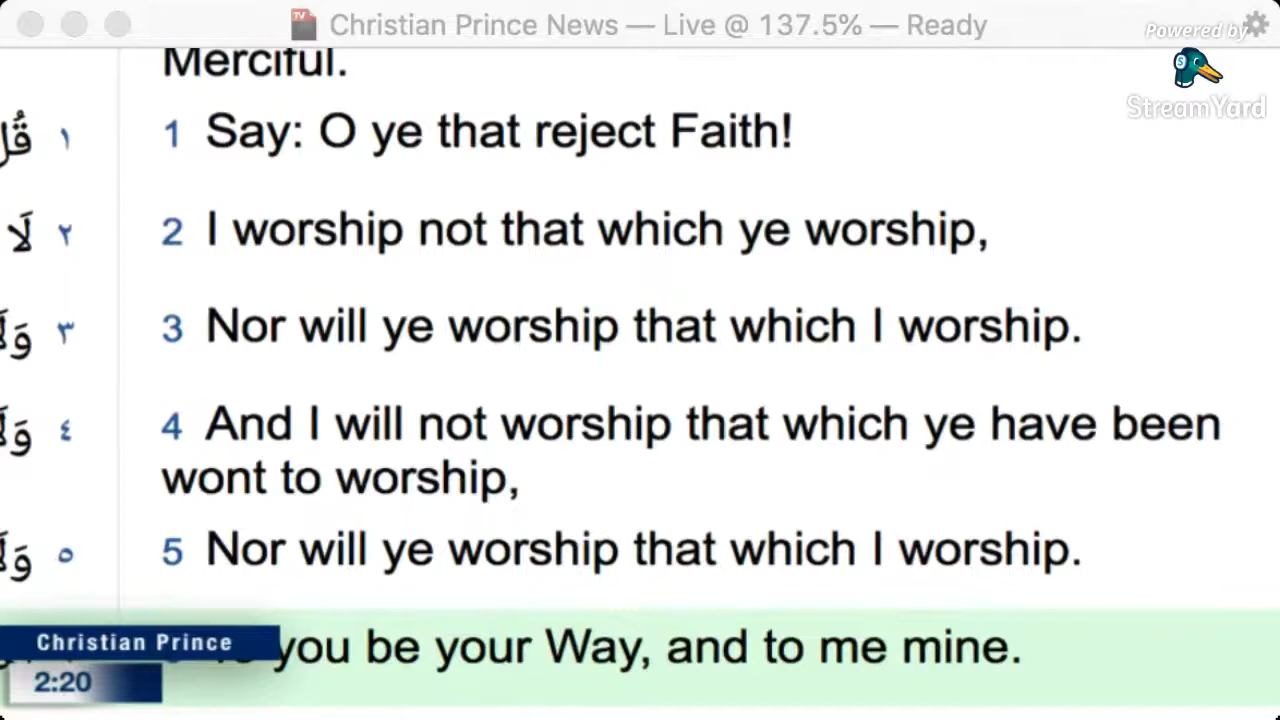 Christian Prince News — Live @ 137.5% — Ready
Powered by
StreamYard
Merciful.
1 Say: O ye that reject Faith!
١
2 I worship not that which ye worship,
٢ لَا
3 Nor will ye worship that which I worship.
٣
4 And I will not worship that which ye have been
٤
wont to worship,
5 Nor will ye worship that which I worship.
٥
you be your Way, and to me mine.
Christian Prince
2:20